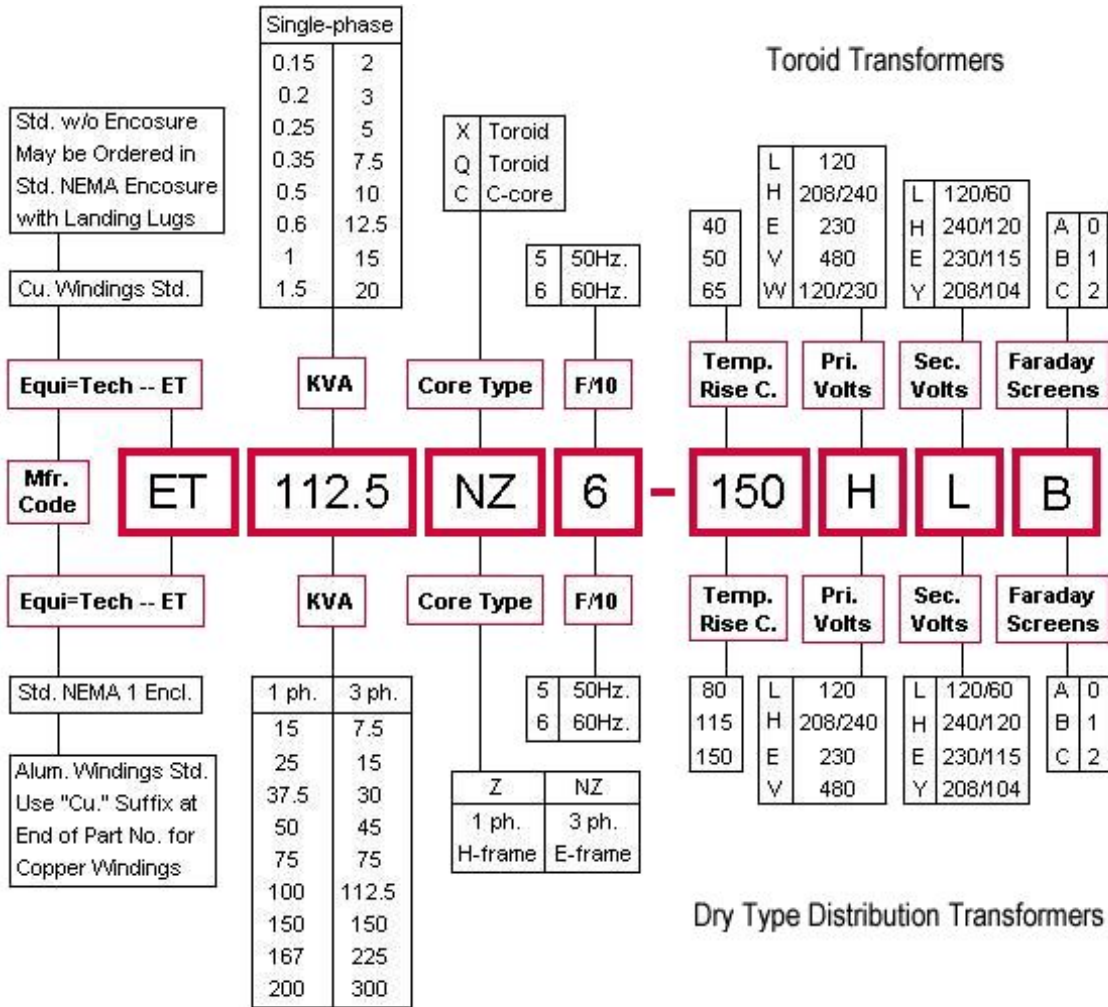 Single-phase
0.15 2
0.2 3
0.25 5
0.35 7.5
0.5 10
0.6 12.5
1 15
1.5 20
Toroid Transformers
Std. w/o Encosure
May be Ordered in
Std. NEMA Encosure
with Landing Lugs
Cu. Windings Std.
X Toroid
Q Toroid
C C-core
5 50Hz.
6 60Hz.
40
50
65
L 120
H 208/240
E 230
V 480
W 120/230
L 120/60
H 240/120
E 230/115
Y 208/104
A 0
B 1
C 2
Equi=Tech -- ET
KVA
Core Type
F/10
Temp.
Rise C.
Pri.
Volts
Sec.
Volts
Faraday
Screens
Mfr.
Code
ET 112.5 NZ 6 - 150 H L B
Equi=Tech -- ET
KVA
Core Type
F/10
Temp.
Rise C.
Pri.
Volts
Sec.
Volts
Faraday
Screens
Std. NEMA 1 Encl.
Alum. Windings Std.
Use "Cu." Suffix at
End of Part No. for
Copper Windings
1 ph. 3 ph.
15 7.5
25 15
37.5 30
50 45
75 75
100 112.5
150 150
167 225
200 300
5 50Hz.
6 60Hz.
Z NZ
1 ph. 3 ph.
H-frame E-frame
80
115
150
L 120
H 208/240
E 230
V 480
L 120/60
H 240/120
E 230/115
Y 208/104
A 0
B 1
C 2
Dry Type Distribution Transformers